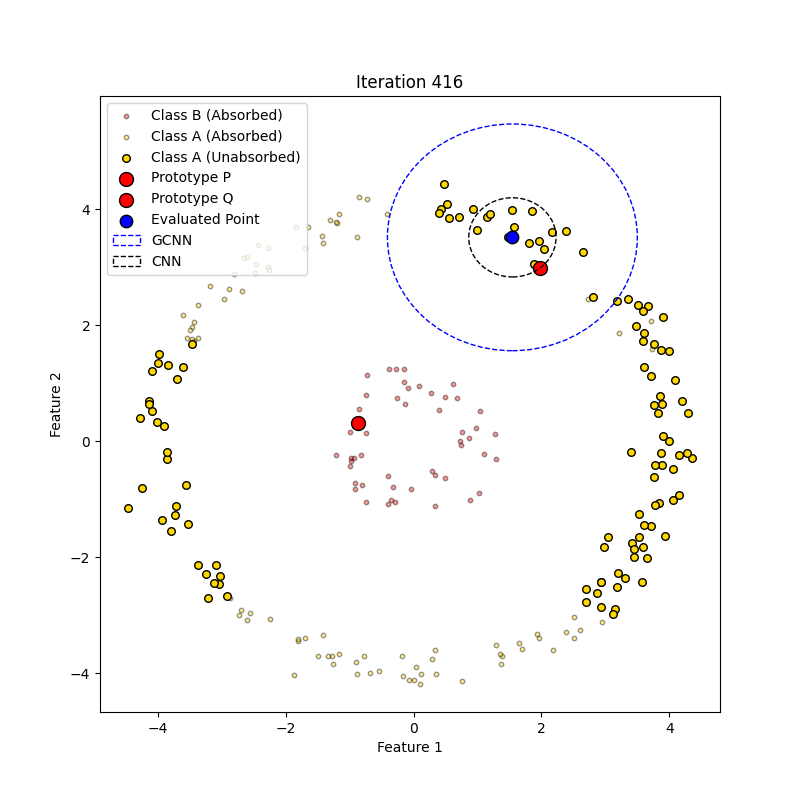 Iteration 416
Class B (Absorbed)
Class A (Absorbed)
Class A (Unabsorbed)
Prototype P
Prototype Q
Evaluated Point
GCNN
CNN
4
2
0
−2
−4
Feature 2
−4 −2 0 2 4
Feature 1